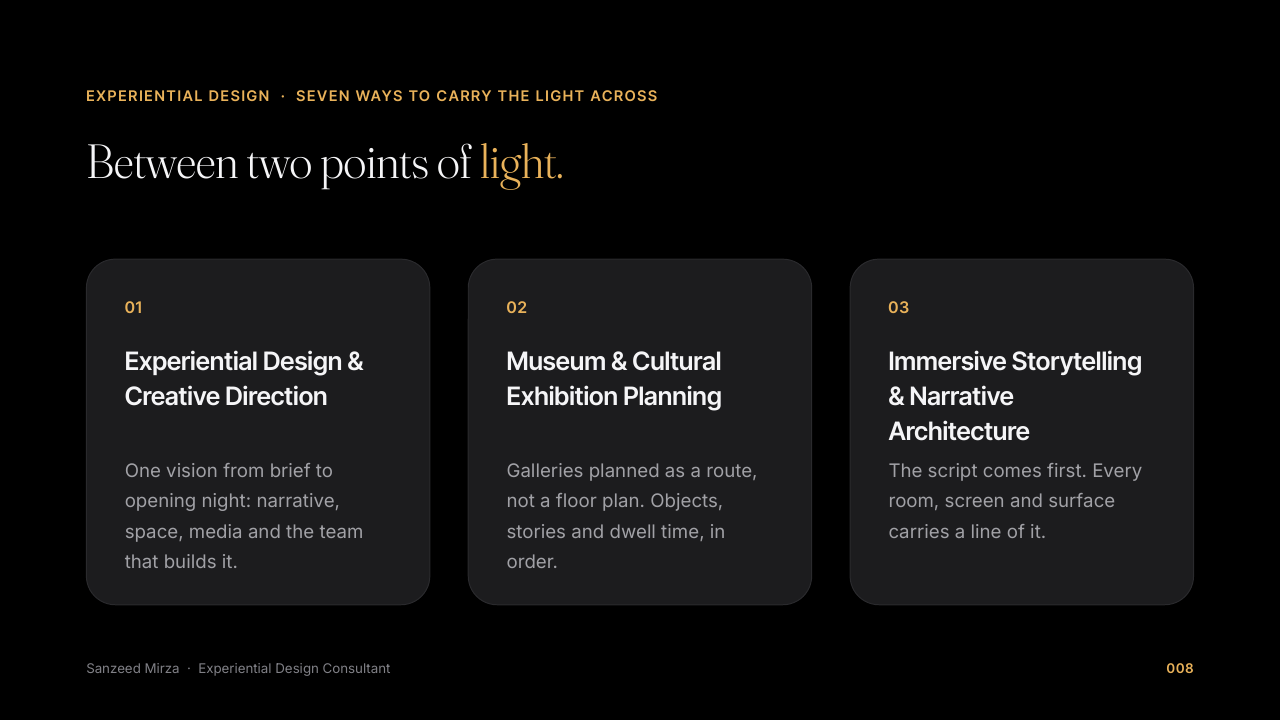 EXPERIENTIAL DESIGN · SEVEN WAYS TO CARRY THE LIGHT ACROSS
Between two points of light.
01
Experiential Design &
Creative Direction
One vision from brief to
opening night: narrative,
space, media and the team
that builds it.
02
Museum & Cultural
Exhibition Planning
Galleries planned as a route,
not a floor plan. Objects,
stories and dwell time, in
order.
03
Immersive Storytelling
& Narrative
Architecture
The script comes first. Every
room, screen and surface
carries a line of it.
Sanzeed Mirza · Experiential Design Consultant
008